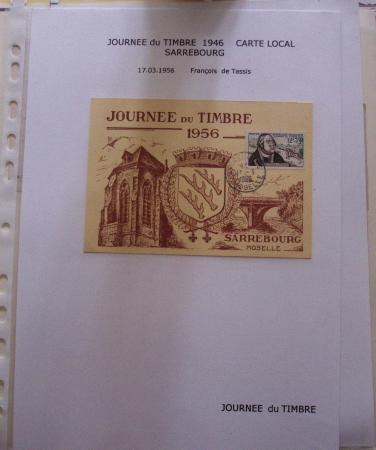 JOURNEE du TIMBRE 1946 CARTE LOCAL
SARREBOURG
17.03.1956 François de Tassis
JOURNEE DU TIMBRE
1956
SARREBOURG
MOSELLE
JOURNEE du TIMBRE